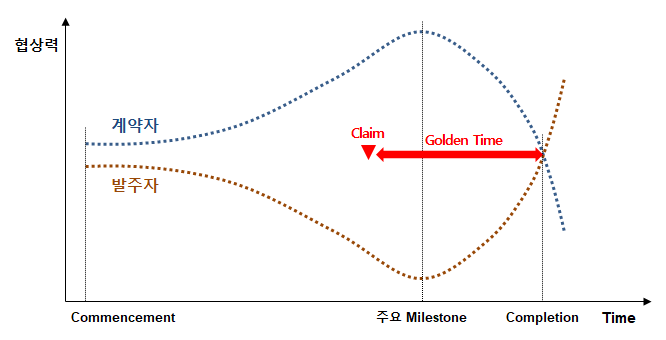 협상력
계약자
Claim
Golden Time
발주자
Commencement
주요 Milestone
Completion
Time